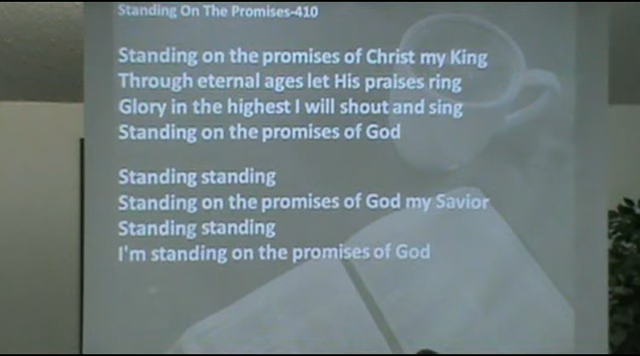 Standing On The Promises-410
Standing on the promises of Christ my King
Through eternal ages let His praises ring
Glory in the highest I will shout and sing
Standing on the promises of God
Standing standing
Standing on the promises of God my Savior
Standing standing
I'm standing on the promises of God